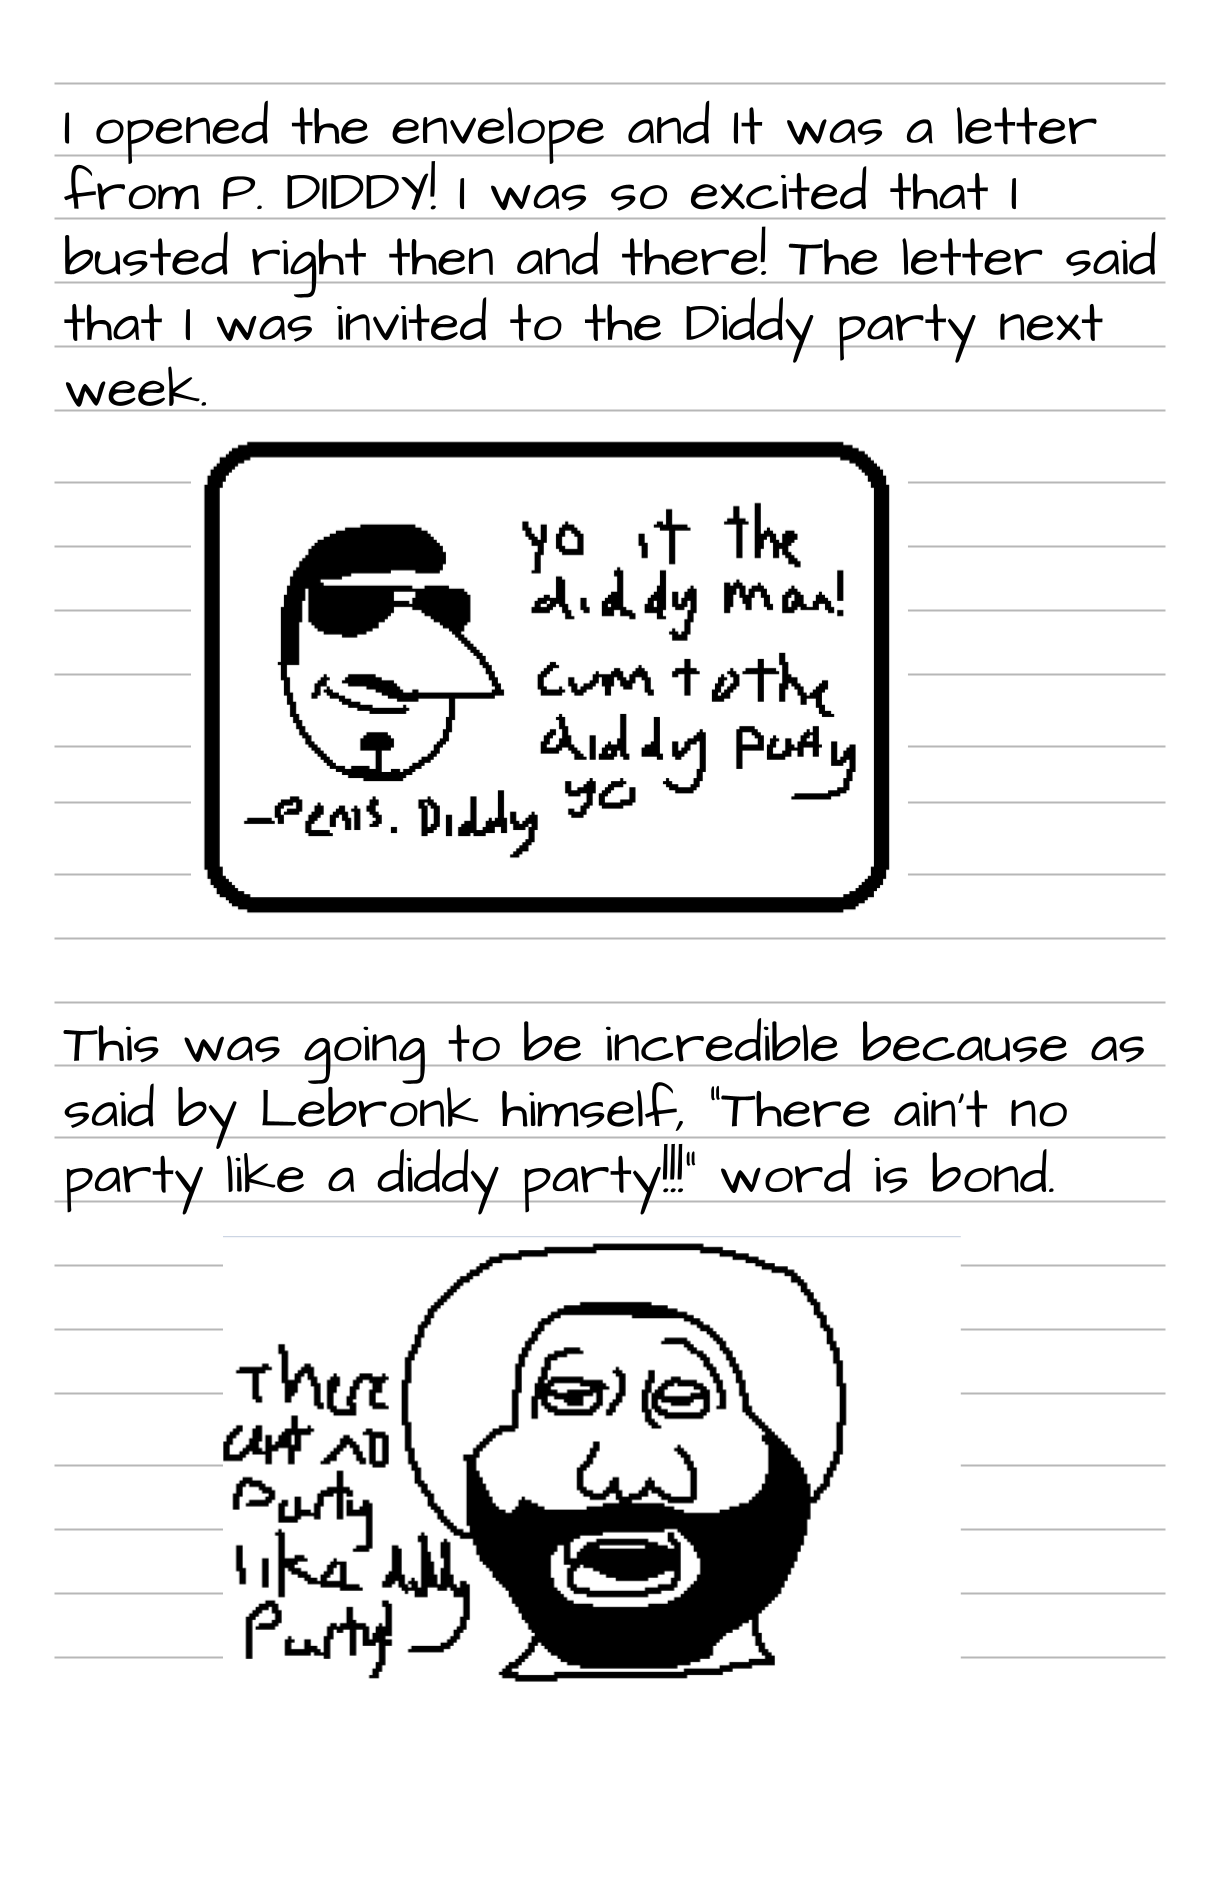 I opened the envelope and It was a letter
from P. DIDDY! I was so excited that I
busted right then and there! The letter said
that I was invited to the Diddy party next
week.
yo it the
diddy man!
cum to the
diddy party
yo
-Penis. Diddy
This was going to be incredible because as
said by Lebronk himself, "There ain't no
party like a diddy party!!!" word is bond.
There
aint no
Party
like diddy
Party!